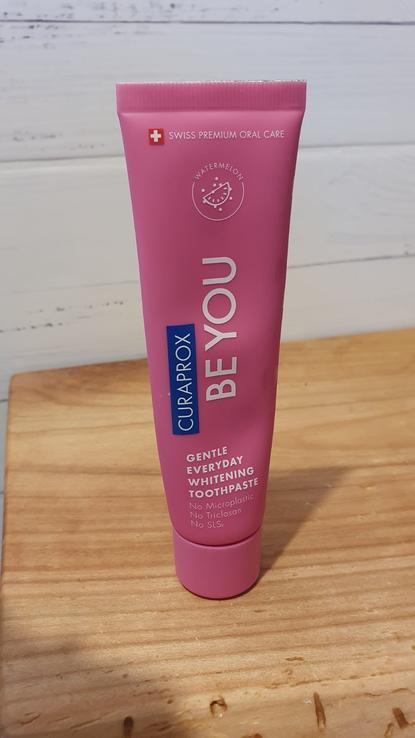 SWISS PREMIUM ORAL CARE
WATERMELON
CURAPROX
BE YOU
GENTLE
EVERYDAY
WHITENING
TOOTHPASTE
No Microplastic
No Triclosan
No SLS